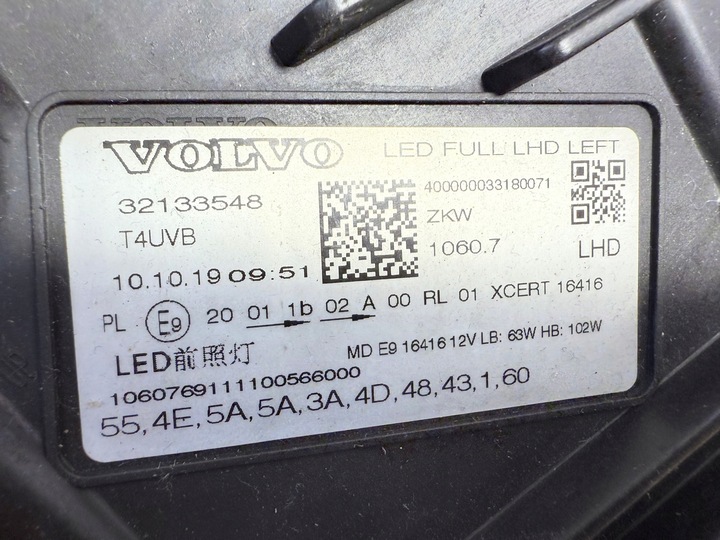 VOLVO LED FULL LHD LEFT
32133548 400000033180071
T4UVB ZKW
1060.7 LHD
10.10.19 09:51
PL E9 20 01 1b 02 A 00 RL 01 XCERT 16416
LED前照灯 MD E9 16416 12V LB: 63W HB: 102W
1060769111100566000
55,4E,5A,5A,3A,4D,48,43,1,60